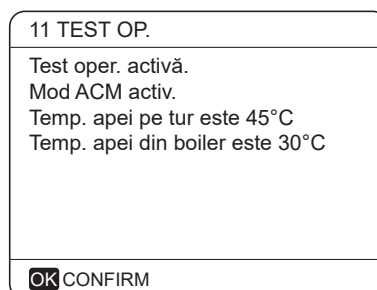 11 TEST OP.
Test oper. activă.
Mod ACM activ.
Temp. apei pe tur este 45°C
Temp. apei din boiler este 30°C
OK CONFIRM